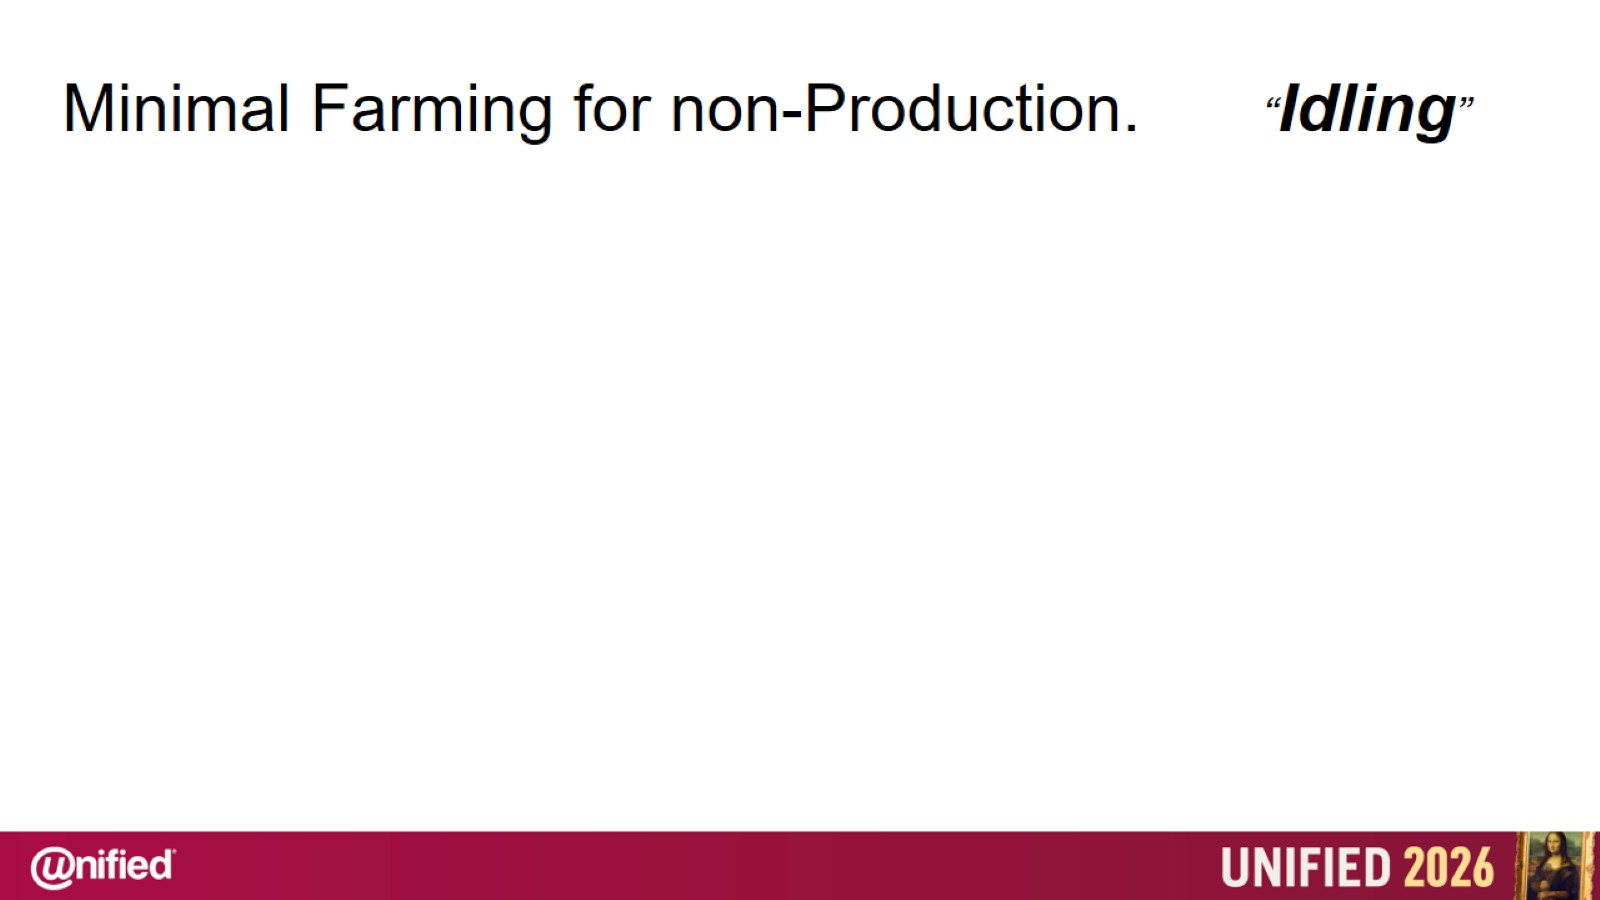 Minimal Farming for non-Production. “Idling”
@nified
UNIFIED 2026